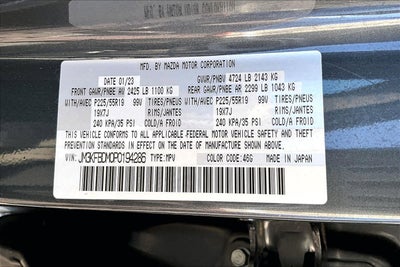 MFD. BY MAZDA MOTOR CORPORATION
DATE 01/23 GVWR/PNBV 4724 LB 2143 KG
FRONT GAWR/PNBE AV 2425 LB 1100 KG REAR GAWR/PNBE AR 2299 LB 1043 KG
WITH/AVEC P225/55R19 99V TIRES/PNEUS WITH/AVEC P225/55R19 99V TIRES/PNEUS
19X7J RIMS/JANTES 19X7J RIMS/JANTES
240 KPA/35 PSI COLD/A FROID 240 KPA/35 PSI COLD/A FROID
THIS VEHICLE CONFORMS TO ALL APPLICABLE FEDERAL MOTOR VEHICLE SAFETY AND THEFT
PREVENTION STANDARDS IN EFFECT ON THE DATE OF MANUFACTURE SHOWN ABOVE.
VIN: JM3KFBDM0P0194286 TYPE: MPV COLOR CODE: 46G MADE IN JAPAN